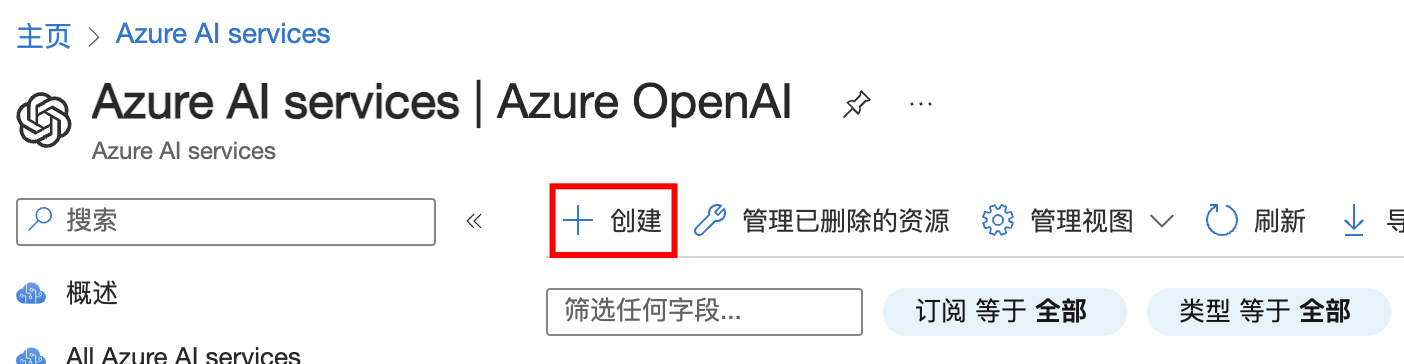 主页 > Azure AI services
Azure AI services | Azure OpenAI
Azure AI services
搜索
创建 管理已删除的资源 管理视图 刷新
筛选任何字段... 订阅 等于 全部 类型 等于 全部
概述
All Azure AI services